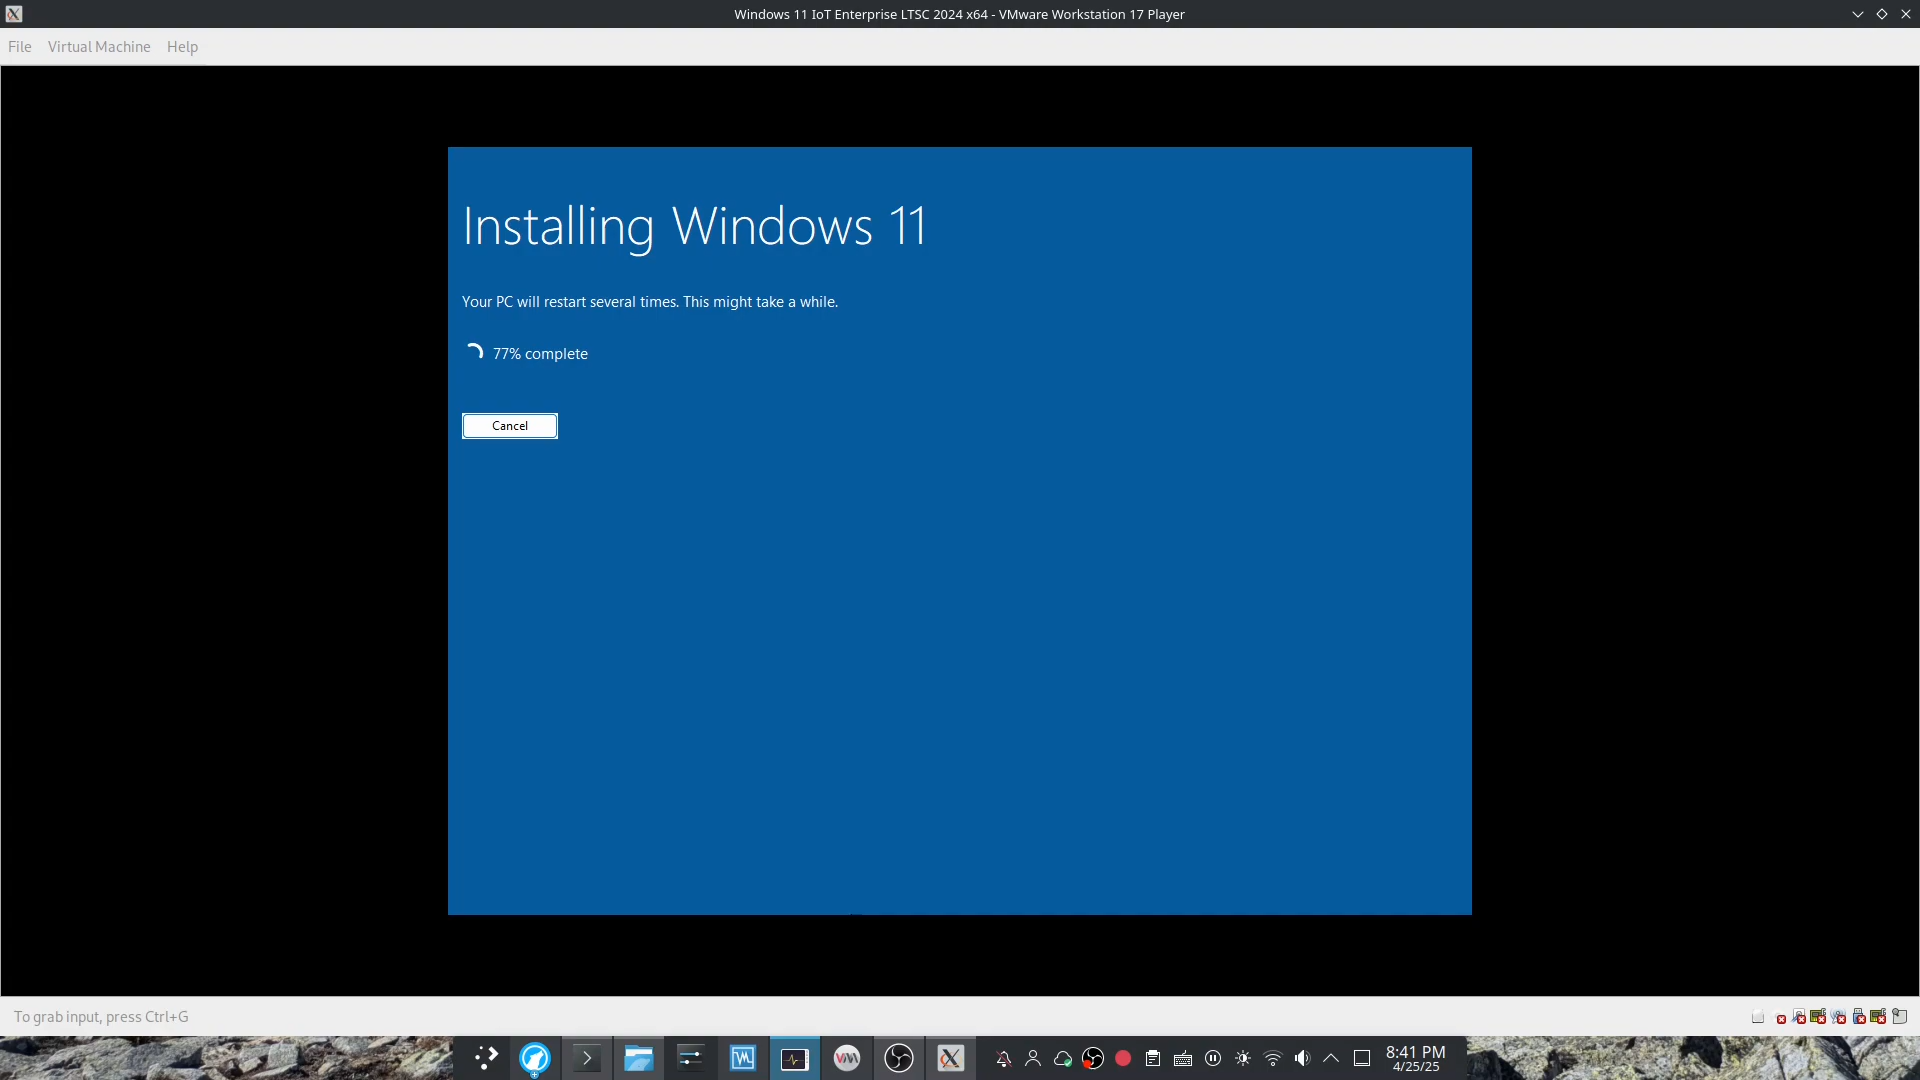 Windows 11 IoT Enterprise LTSC 2024 x64 - VMware Workstation 17 Player
File Virtual Machine Help
Installing Windows 11
Your PC will restart several times. This might take a while.
77% complete
Cancel
To grab input, press Ctrl+G
8:41 PM
4/25/25